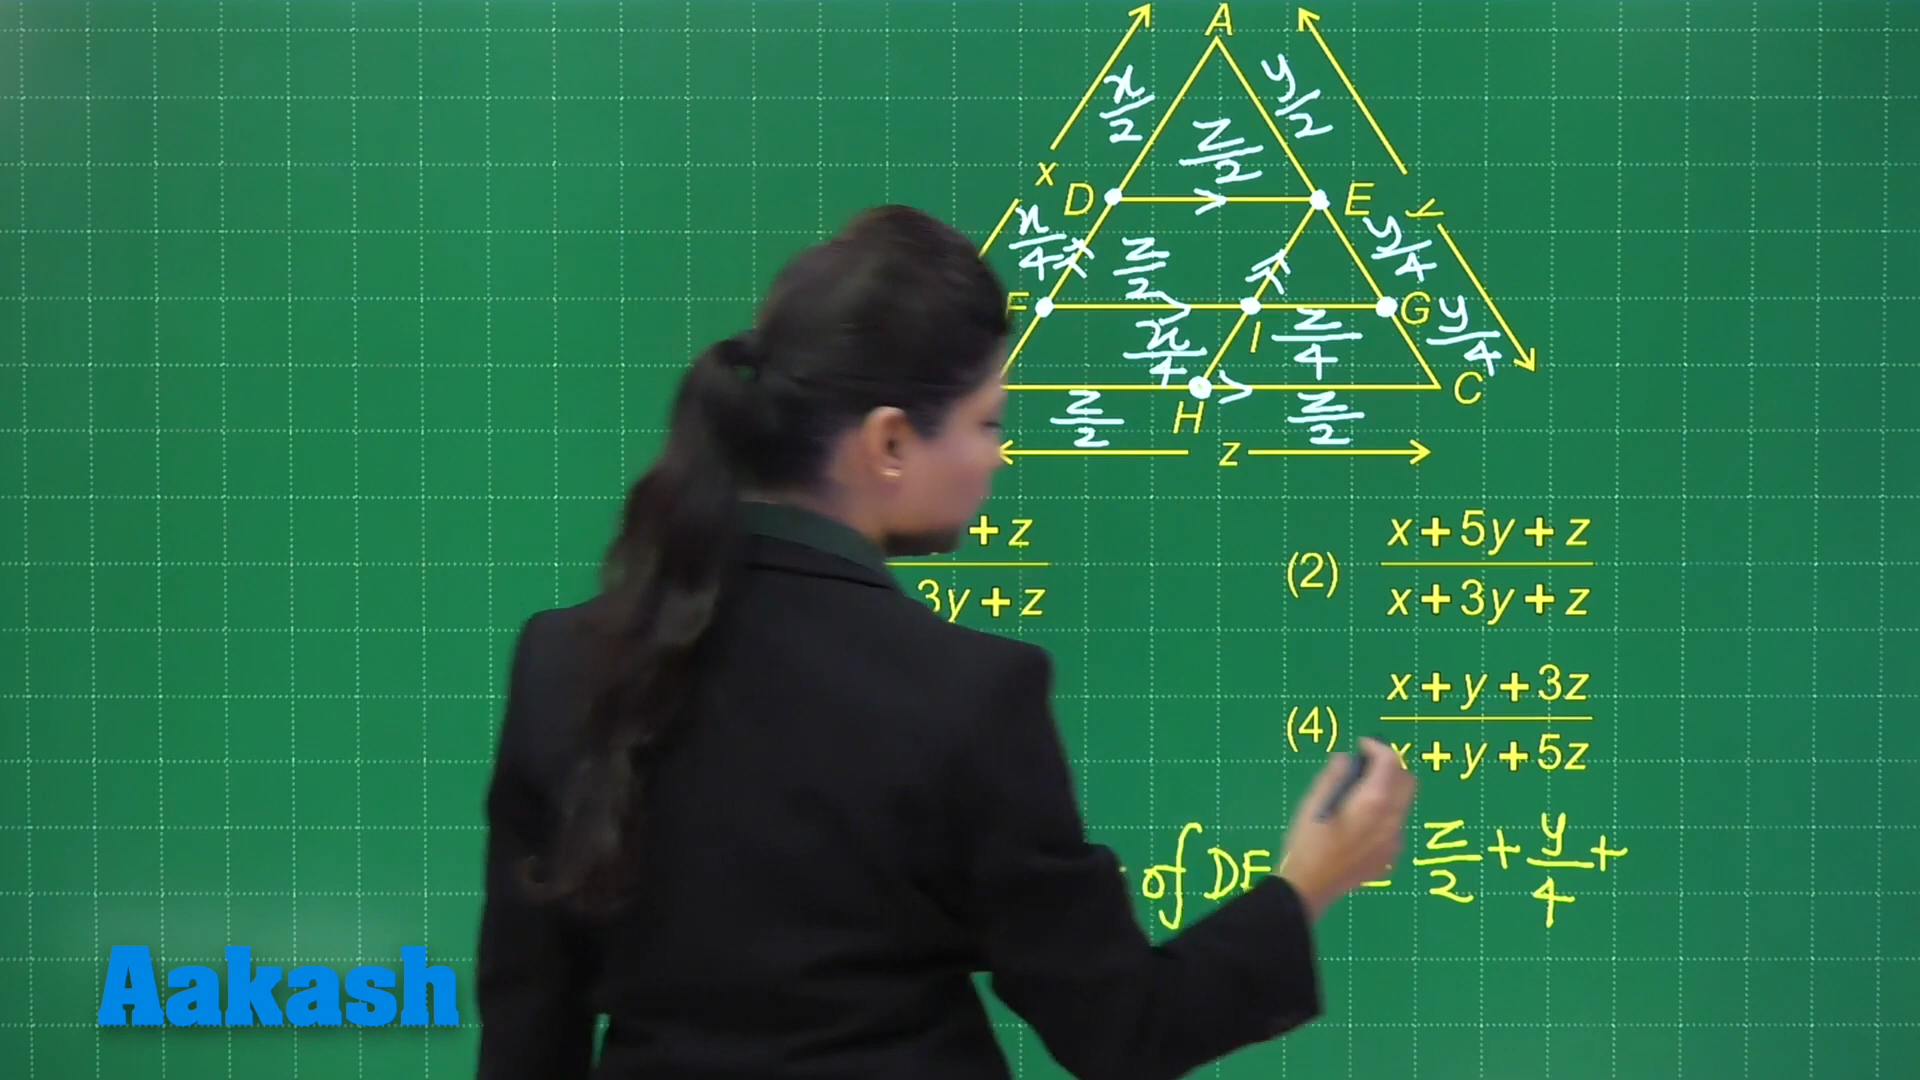 A
x/2
y/2
z/2
x
D
E
y
x/4
z/2
y/4
F
G
x/4
I
z/4
y/4
H
C
z/2
z/2
z
+ z
3y + z
(2) x + 5y + z
x + 3y + z
(4) x + y + 3z
x + y + 5z
of DE = z/2 + y/4 +
Aakash